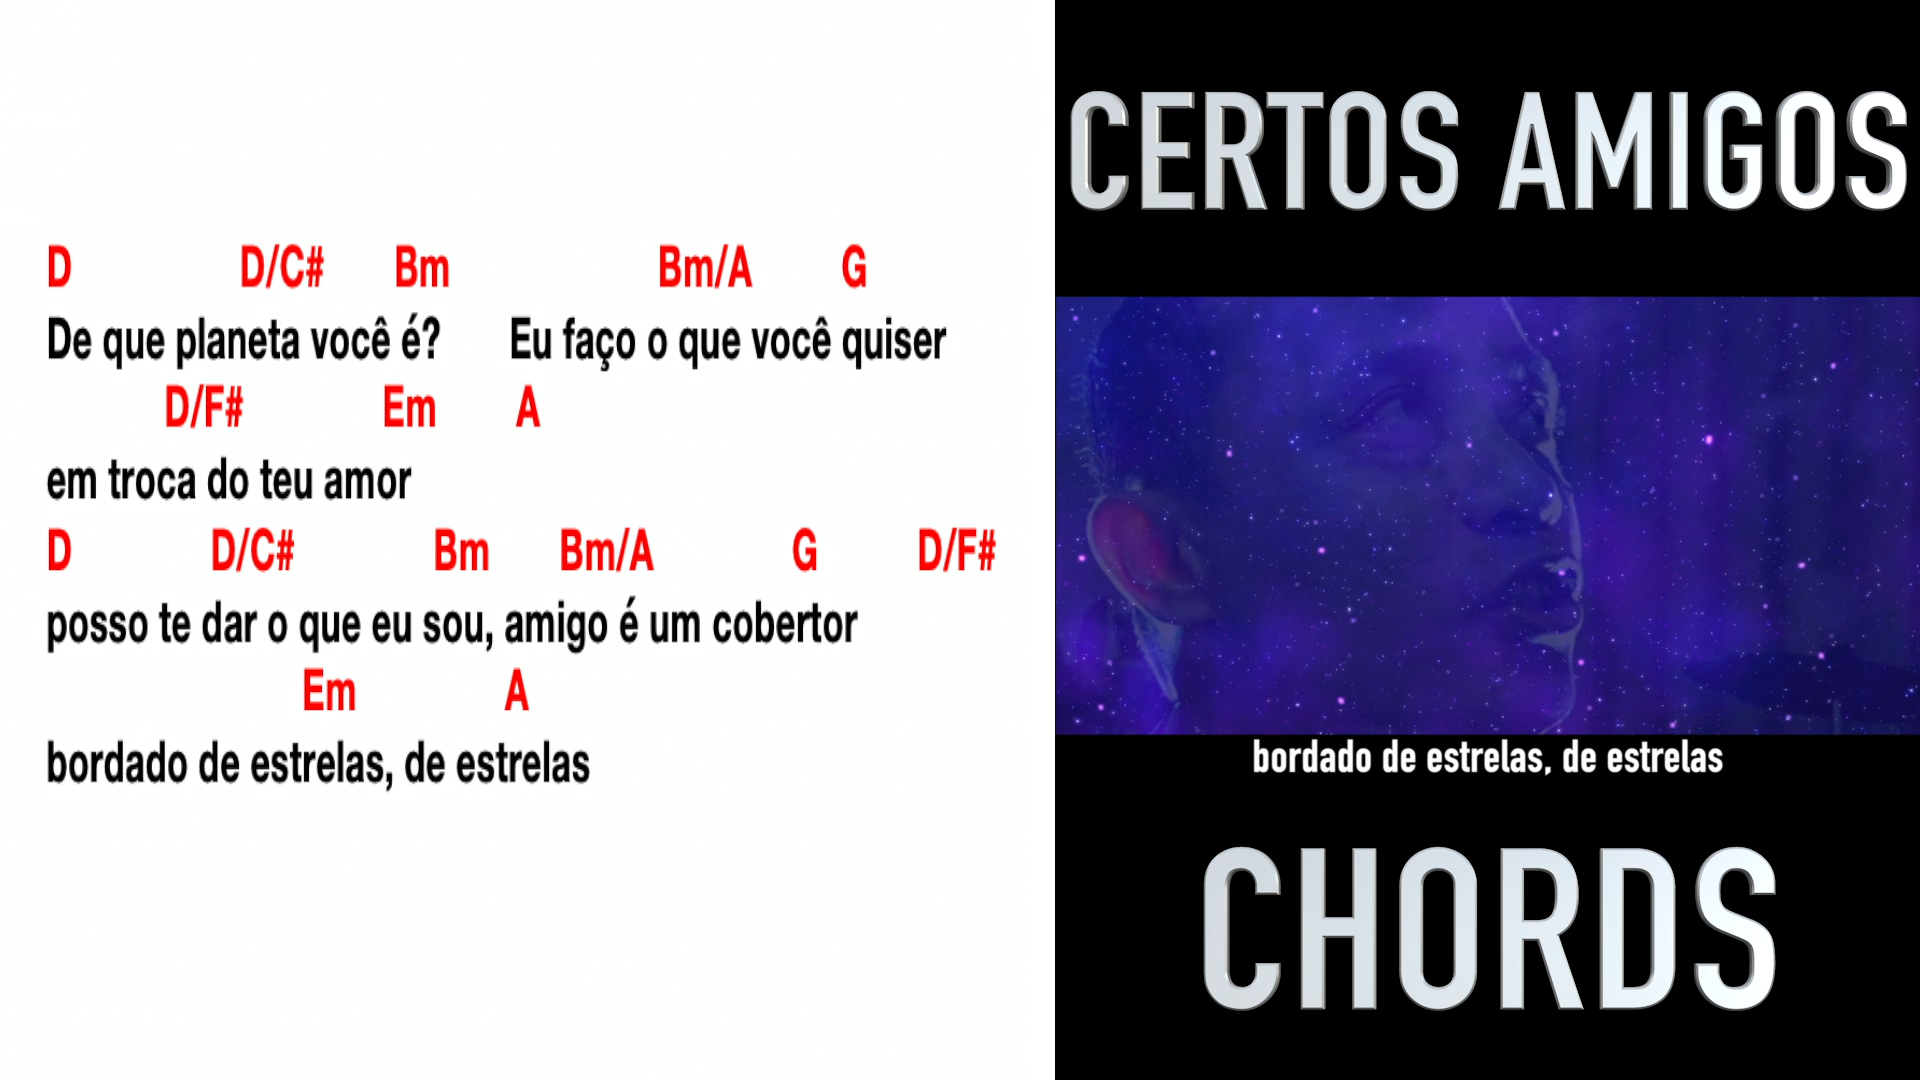 D D/C# Bm Bm/A G
De que planeta você é? Eu faço o que você quiser
D/F# Em A
em troca do teu amor
D D/C# Bm Bm/A G D/F#
posso te dar o que eu sou, amigo é um cobertor
Em A
bordado de estrelas, de estrelas
CERTOS AMIGOS
bordado de estrelas, de estrelas
CHORDS